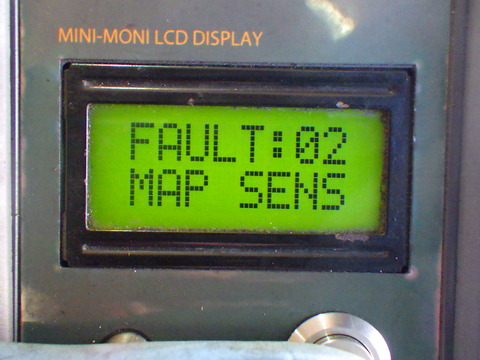 MINI-MONI LCD DISPLAY
FAULT:02
MAP SENS